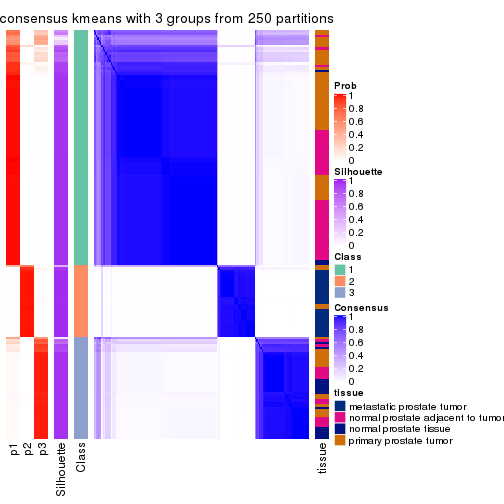 consensus kmeans with 3 groups from 250 partitions
Prob
1
0.8
0.6
0.4
0.2
0
Silhouette
1
0.8
0.6
0.4
0.2
0
Class
1
2
3
Consensus
1
0.8
0.6
0.4
0.2
0
tissue
metastatic prostate tumor
normal prostate adjacent to tumor
normal prostate tissue
primary prostate tumor
p1
p2
p3
Silhouette
Class
tissue